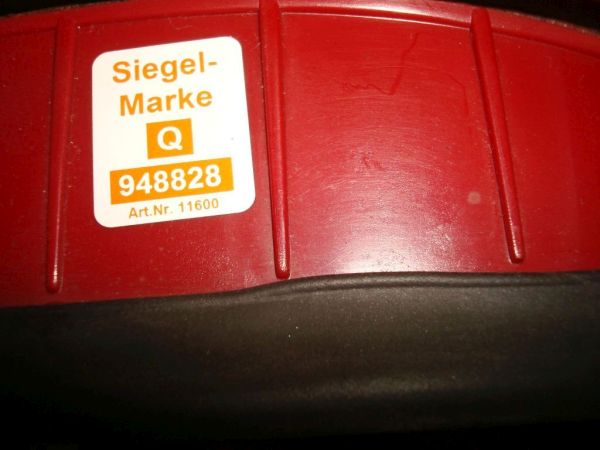 Siegel-
Marke
Q
948828
Art.Nr. 11600